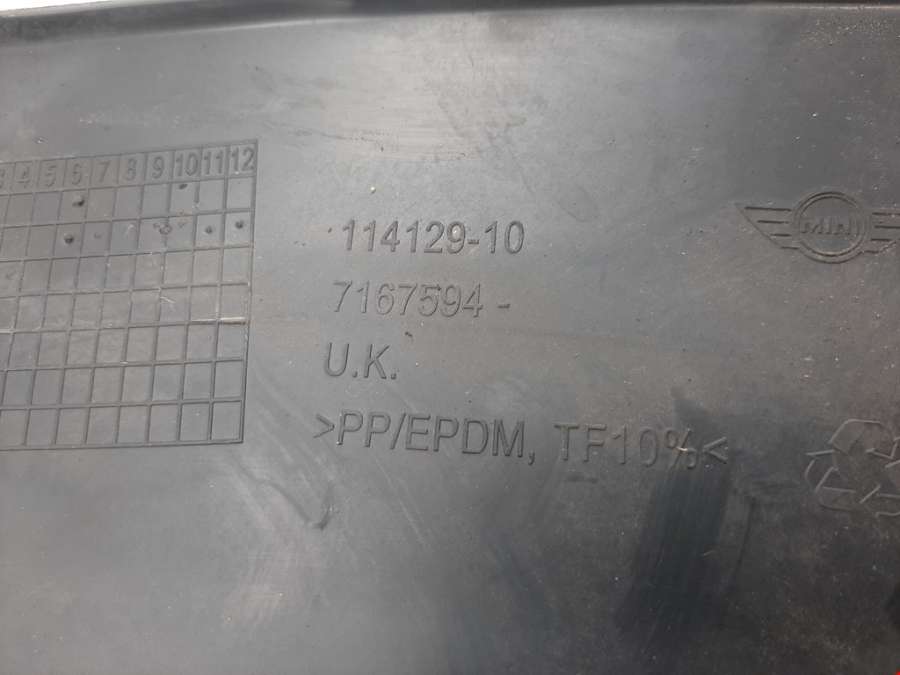 3 4 5 6 7 8 9 10 11 12
114129-10
MINI
7167594 -
U.K.
>PP/EPDM, TF10%<